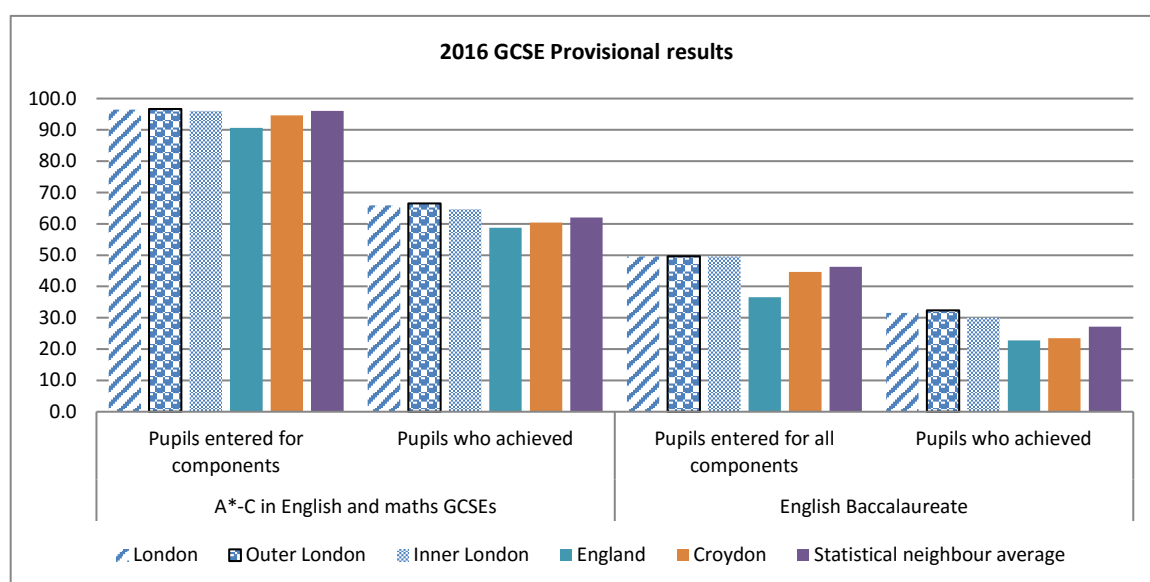 2016 GCSE Provisional results
100.0
90.0
80.0
70.0
60.0
50.0
40.0
30.0
20.0
10.0
0.0
Pupils entered for
components
Pupils who achieved
Pupils entered for all
components
Pupils who achieved
A*-C in English and maths GCSEs
English Baccalaureate
London
Outer London
Inner London
England
Croydon
Statistical neighbour average